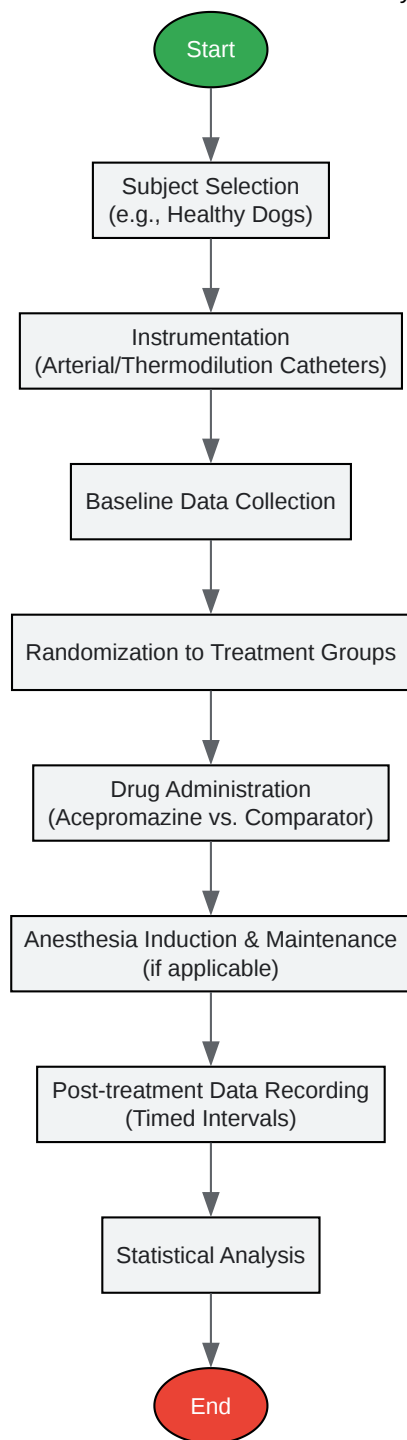 Start
Subject Selection
(e.g., Healthy Dogs)
Instrumentation
(Arterial/Thermodilution Catheters)
Baseline Data Collection
Randomization to Treatment Groups
Drug Administration
(Acepromazine vs. Comparator)
Anesthesia Induction & Maintenance
(if applicable)
Post-treatment Data Recording
(Timed Intervals)
Statistical Analysis
End